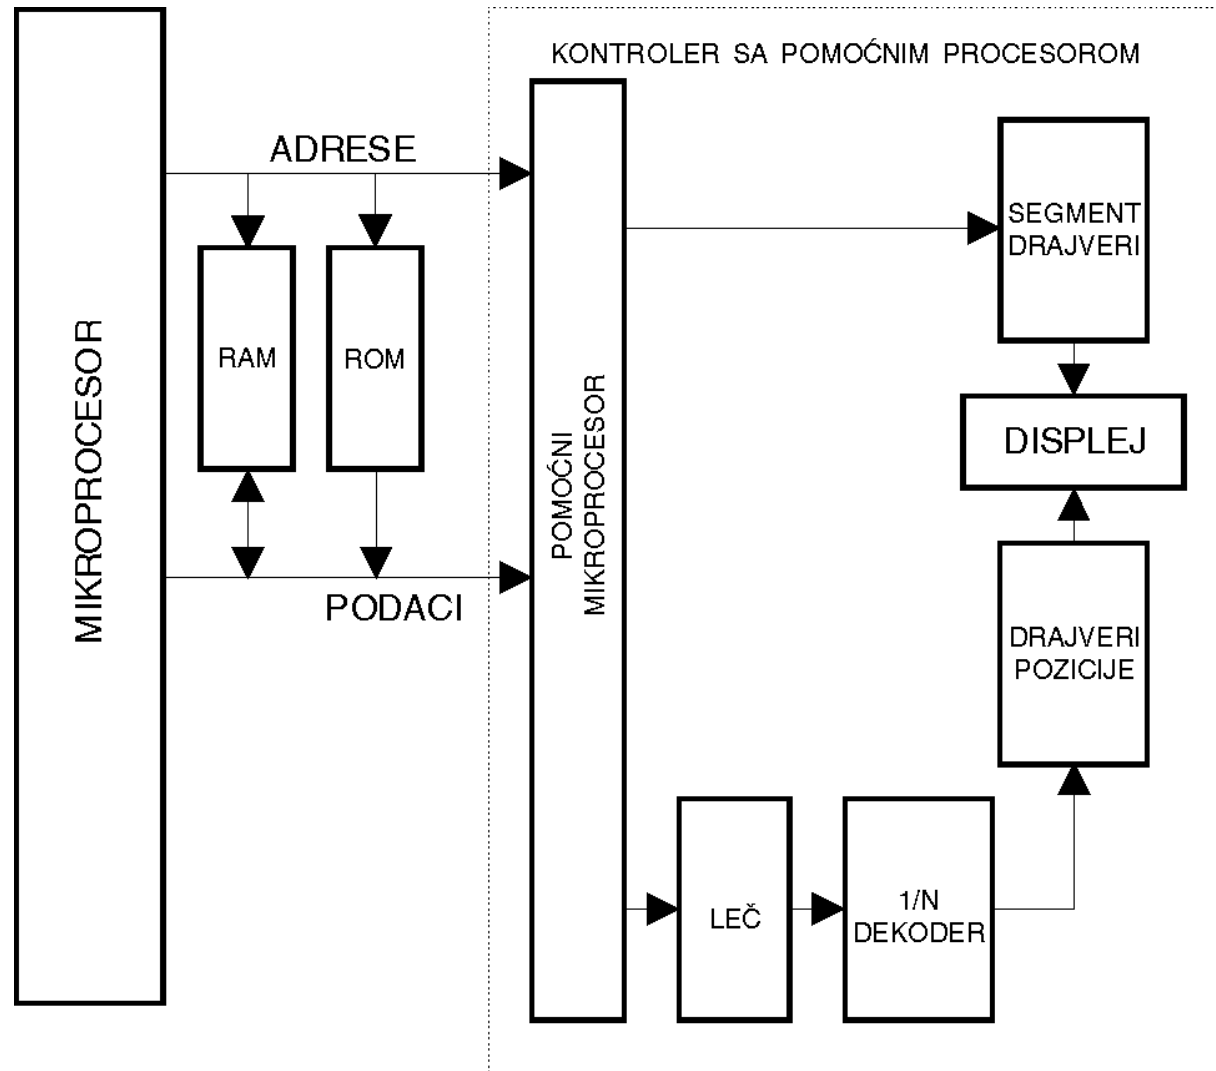 KONTROLER SA POMOĆNIM PROCESOROM
ADRESE
MIKROPROCESOR
RAM
ROM
PODACI
POMOĆNI
MIKROPROCESOR
SEGMENT
DRAJVERI
DISPLEJ
DRAJVERI
POZICIJE
LEČ
1/N
DEKODER